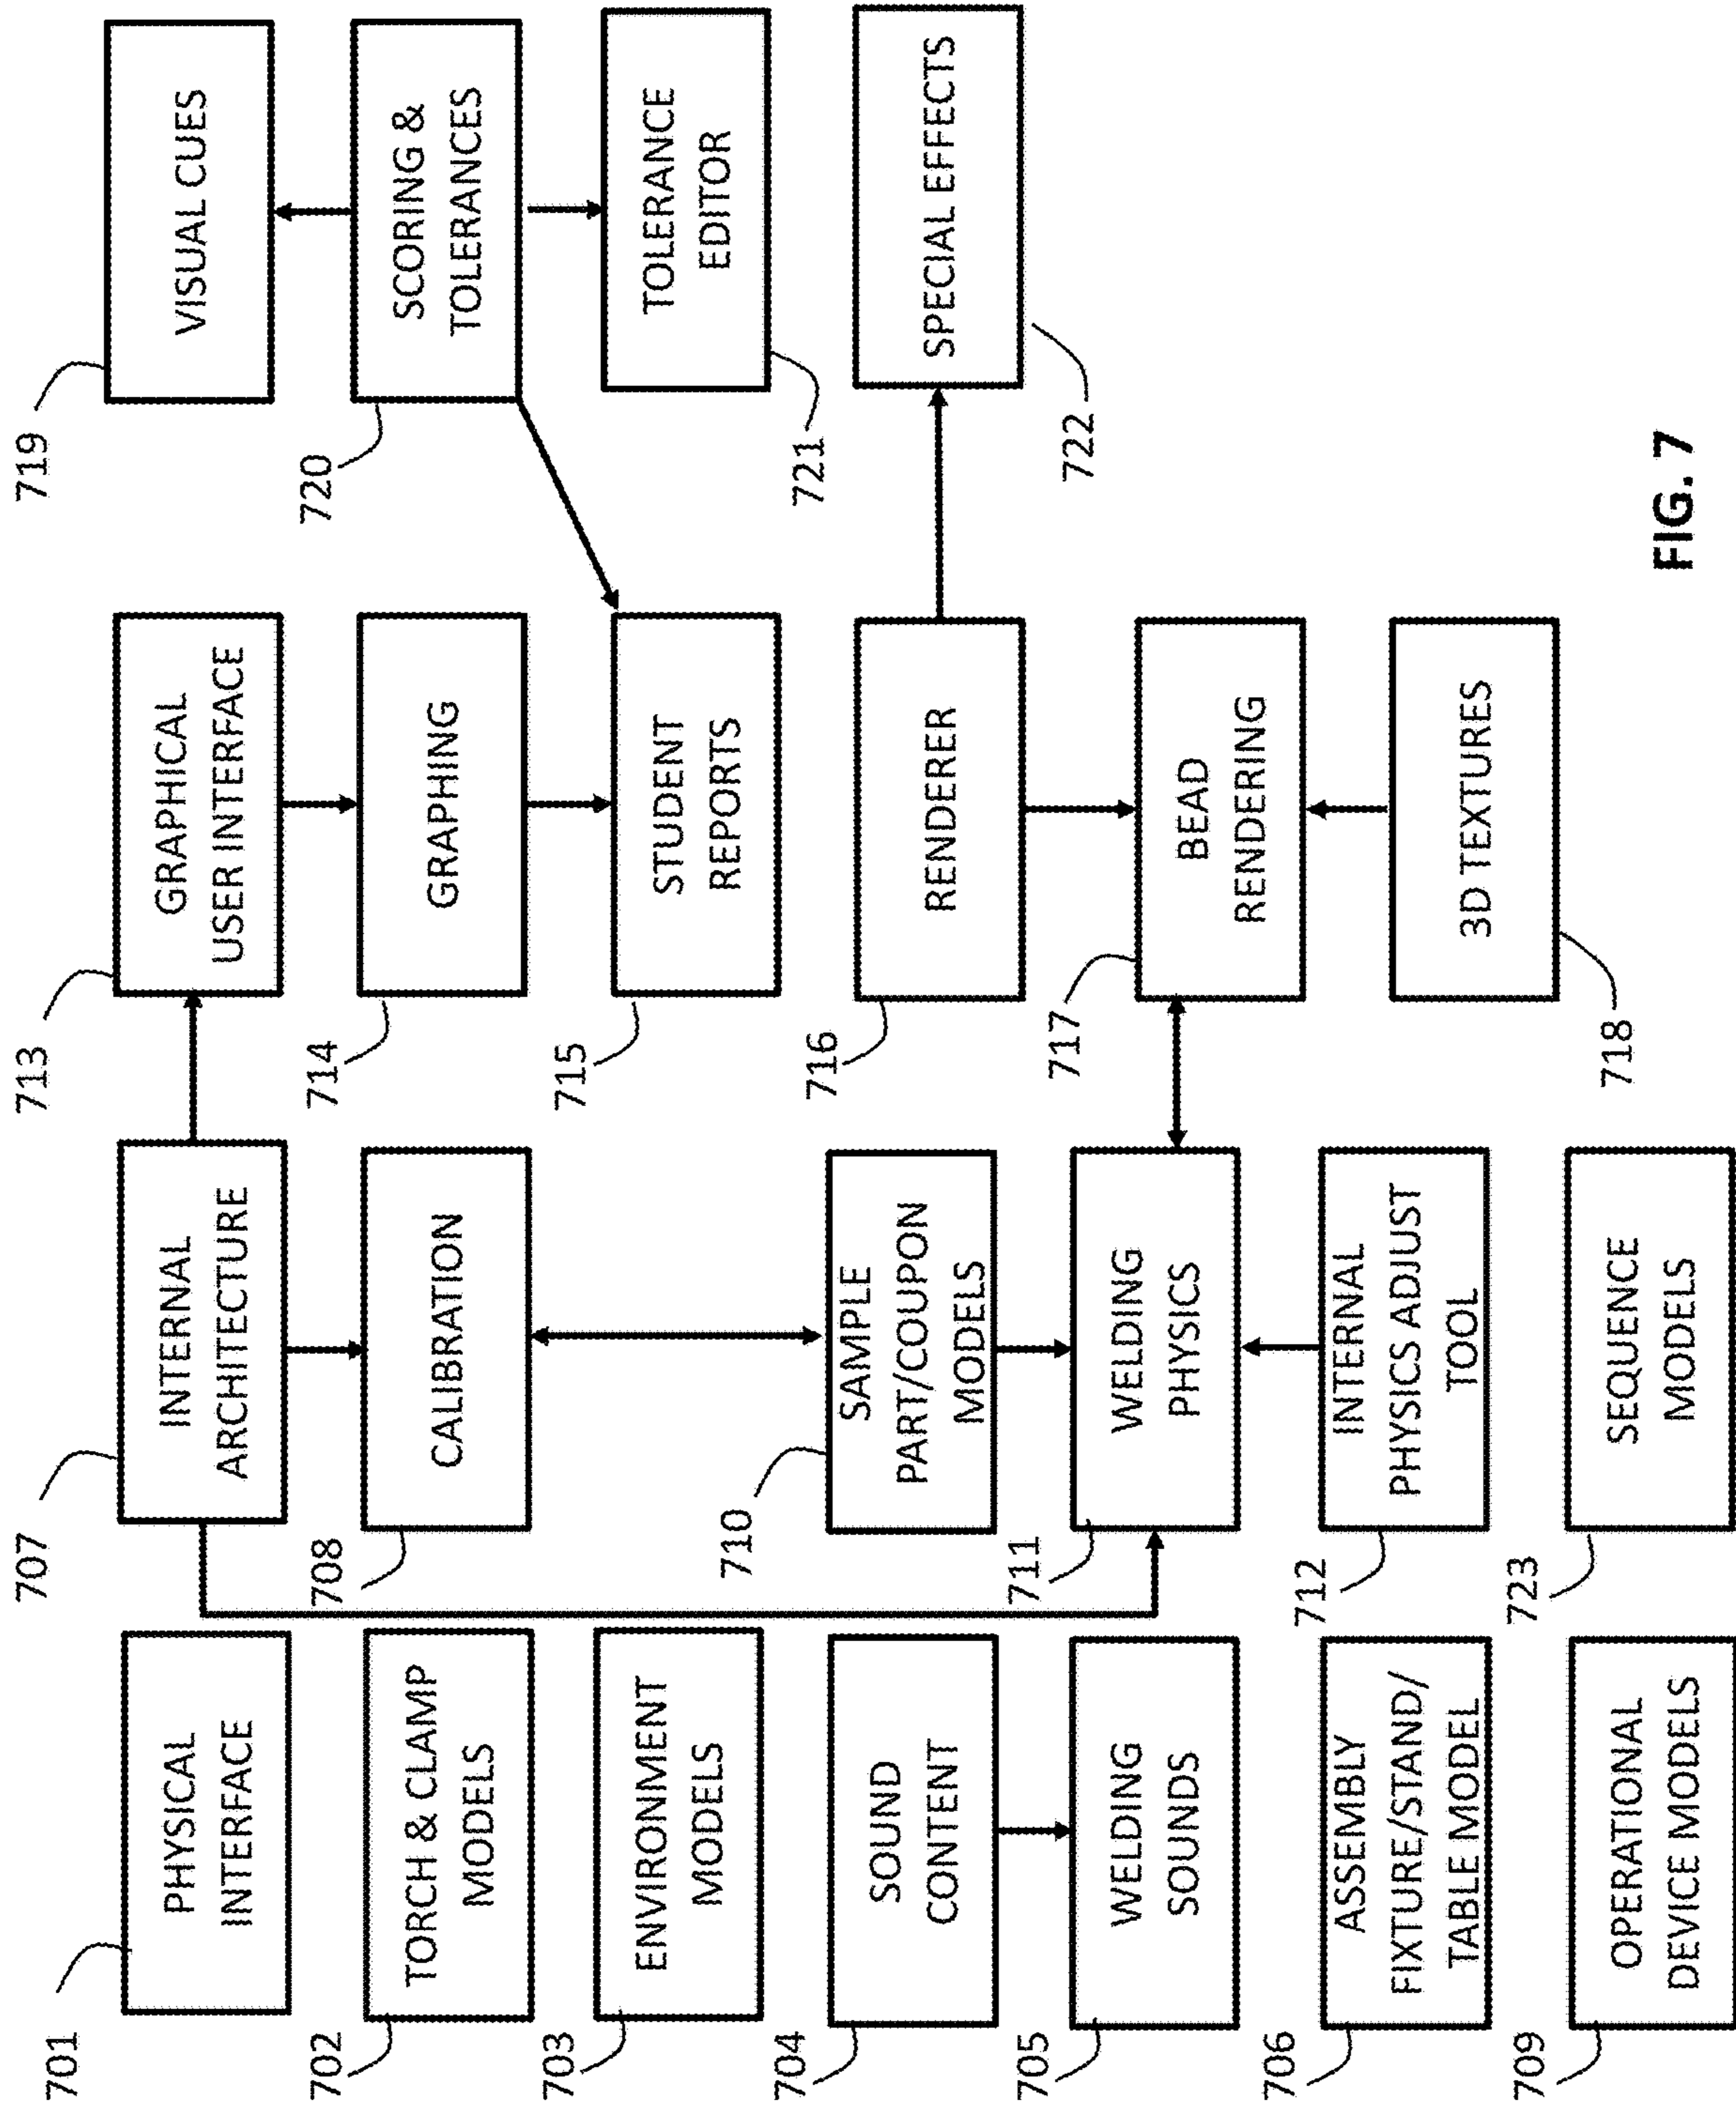 701
PHYSICAL
INTERFACE
702
TORCH & CLAMP
MODELS
703
ENVIRONMENT
MODELS
704
SOUND
CONTENT
705
WELDING
SOUNDS
706
ASSEMBLY
FIXTURE/STAND/
TABLE MODEL
709
OPERATIONAL
DEVICE MODELS
707
INTERNAL
ARCHITECTURE
708
CALIBRATION
710
SAMPLE
PART/COUPON
MODELS
711
WELDING
PHYSICS
712
INTERNAL
PHYSICS ADJUST
TOOL
723
SEQUENCE
MODELS
713
GRAPHICAL
USER INTERFACE
714
GRAPHING
715
STUDENT
REPORTS
716
RENDERER
717
BEAD
RENDERING
718
3D TEXTURES
719
VISUAL CUES
720
SCORING &
TOLERANCES
721
TOLERANCE
EDITOR
722
SPECIAL EFFECTS
FIG. 7